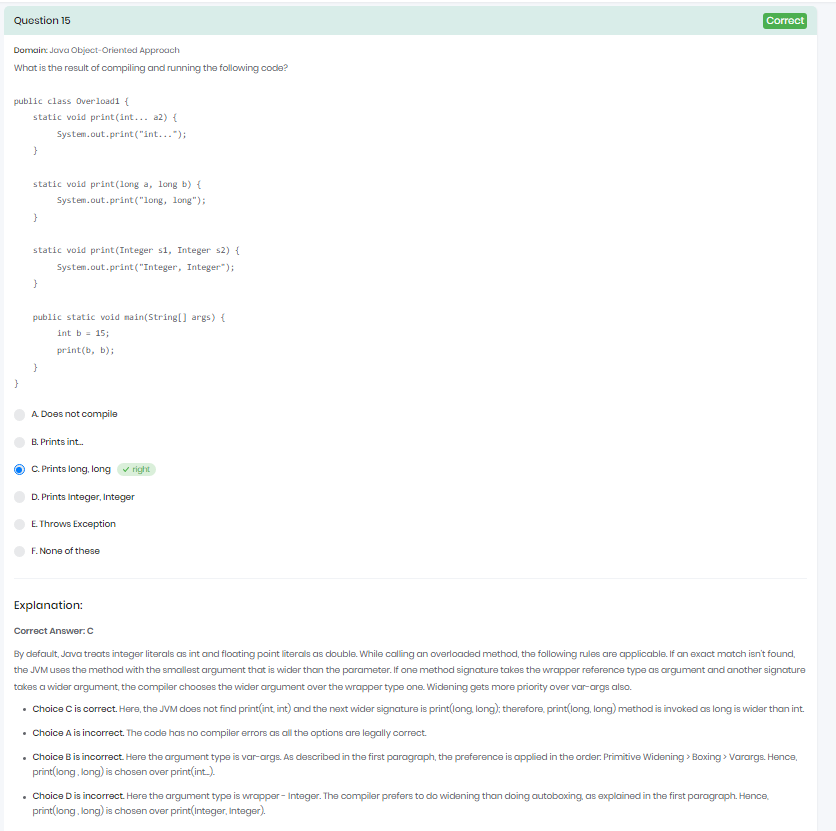 Question 15
Correct
Domain: Java Object-Oriented Approach
What is the result of compiling and running the following code?
public class Overload1 {
static void print(int... a2) {
System.out.print("int...");
}
static void print(long a, long b) {
System.out.print("long, long");
}
static void print(Integer s1, Integer s2) {
System.out.print("Integer, Integer");
}
public static void main(String[] args) {
int b = 15;
print(b, b);
}
}
A. Does not compile
B. Prints int...
C. Prints long, long ✓ right
D. Prints Integer, Integer
E. Throws Exception
F. None of these
Explanation:
Correct Answer: C
By default, Java treats integer literals as int and floating point literals as double. While calling an overloaded method, the following rules are applicable. If an exact match isn't found,
the JVM uses the method with the smallest argument that is wider than the parameter. If one method signature takes the wrapper reference type as argument and another signature
takes a wider argument, the compiler chooses the wider argument over the wrapper type one. Widening gets more priority over var-args also.
• Choice C is correct. Here, the JVM does not find print(int, int) and the next wider signature is print(long, long); therefore, print(long, long) method is invoked as long is wider than int.
• Choice A is incorrect. The code has no compiler errors as all the options are legally correct.
• Choice B is incorrect. Here the argument type is var-args. As described in the first paragraph, the preference is applied in the order: Primitive Widening > Boxing > Varargs. Hence,
print(long , long) is chosen over print(int...).
• Choice D is incorrect. Here the argument type is wrapper - Integer. The compiler prefers to do widening than doing autoboxing, as explained in the first paragraph. Hence,
print(long , long) is chosen over print(Integer, Integer).